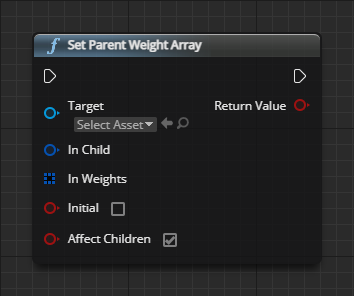 f Set Parent Weight Array
Target
Return Value
Select Asset
In Child
In Weights
Initial
Affect Children